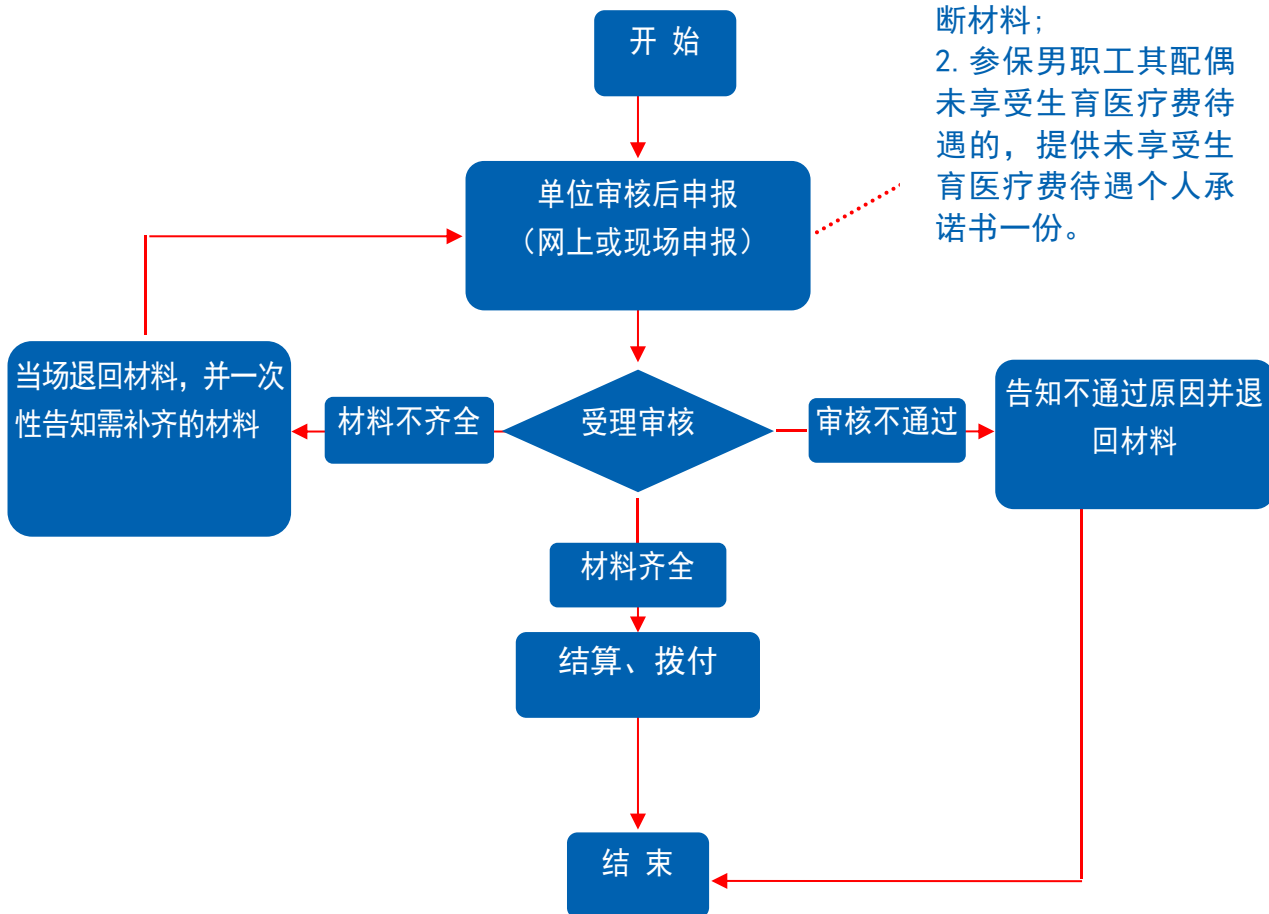 开 始
断材料;
2. 参保男职工其配偶
未享受生育医疗费待
遇的，提供未享受生
育医疗费待遇个人承
诺书一份。
单位审核后申报
（网上或现场申报）
当场退回材料，并一次
性告知需补齐的材料
材料不齐全
受理审核
审核不通过
告知不通过原因并退
回材料
材料齐全
结算、拨付
结 束